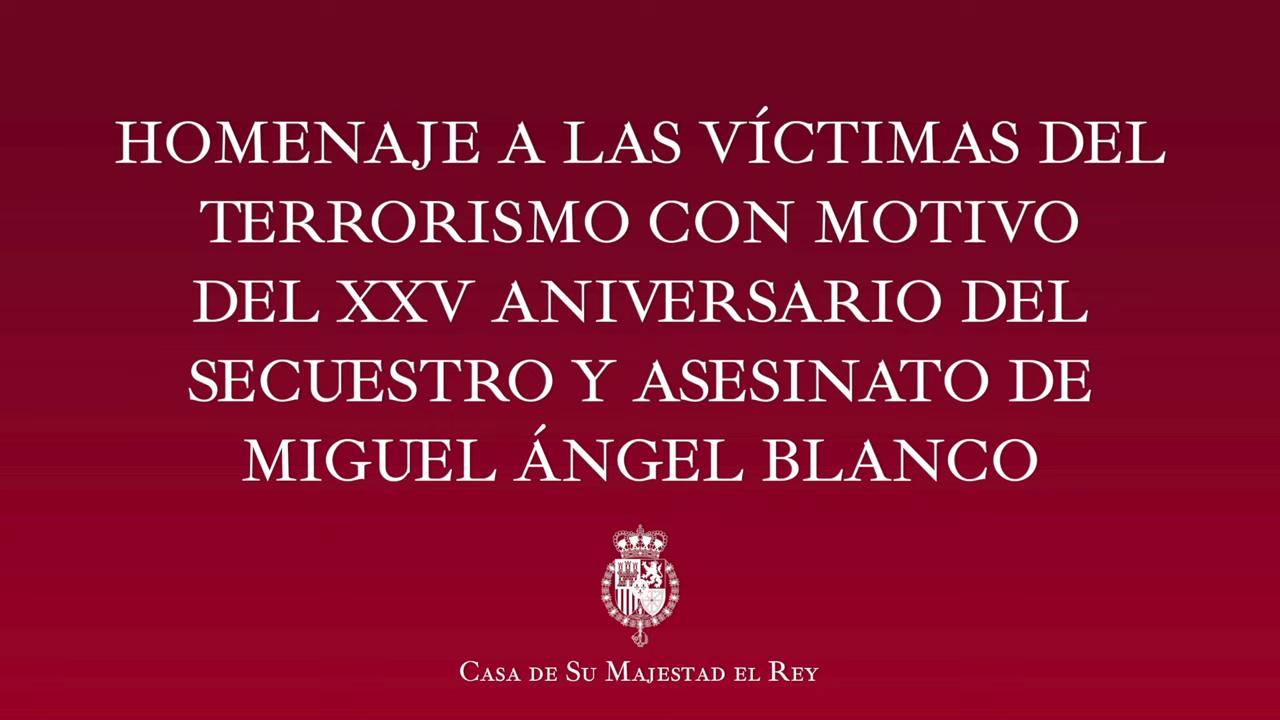 HOMENAJE A LAS VÍCTIMAS DEL
TERRORISMO CON MOTIVO
DEL XXV ANIVERSARIO DEL
SECUESTRO Y ASESINATO DE
MIGUEL ÁNGEL BLANCO
CASA DE SU MAJESTAD EL REY